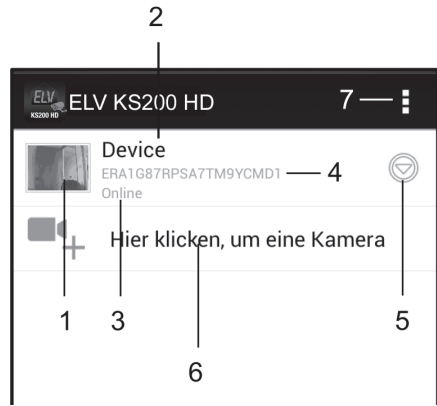 2
ELV
KS200 HD
ELV KS200 HD
7
Device
ERA1G87RPSA7TM9YCMD1
4
Online
Hier klicken, um eine Kamera
1
3
5
6